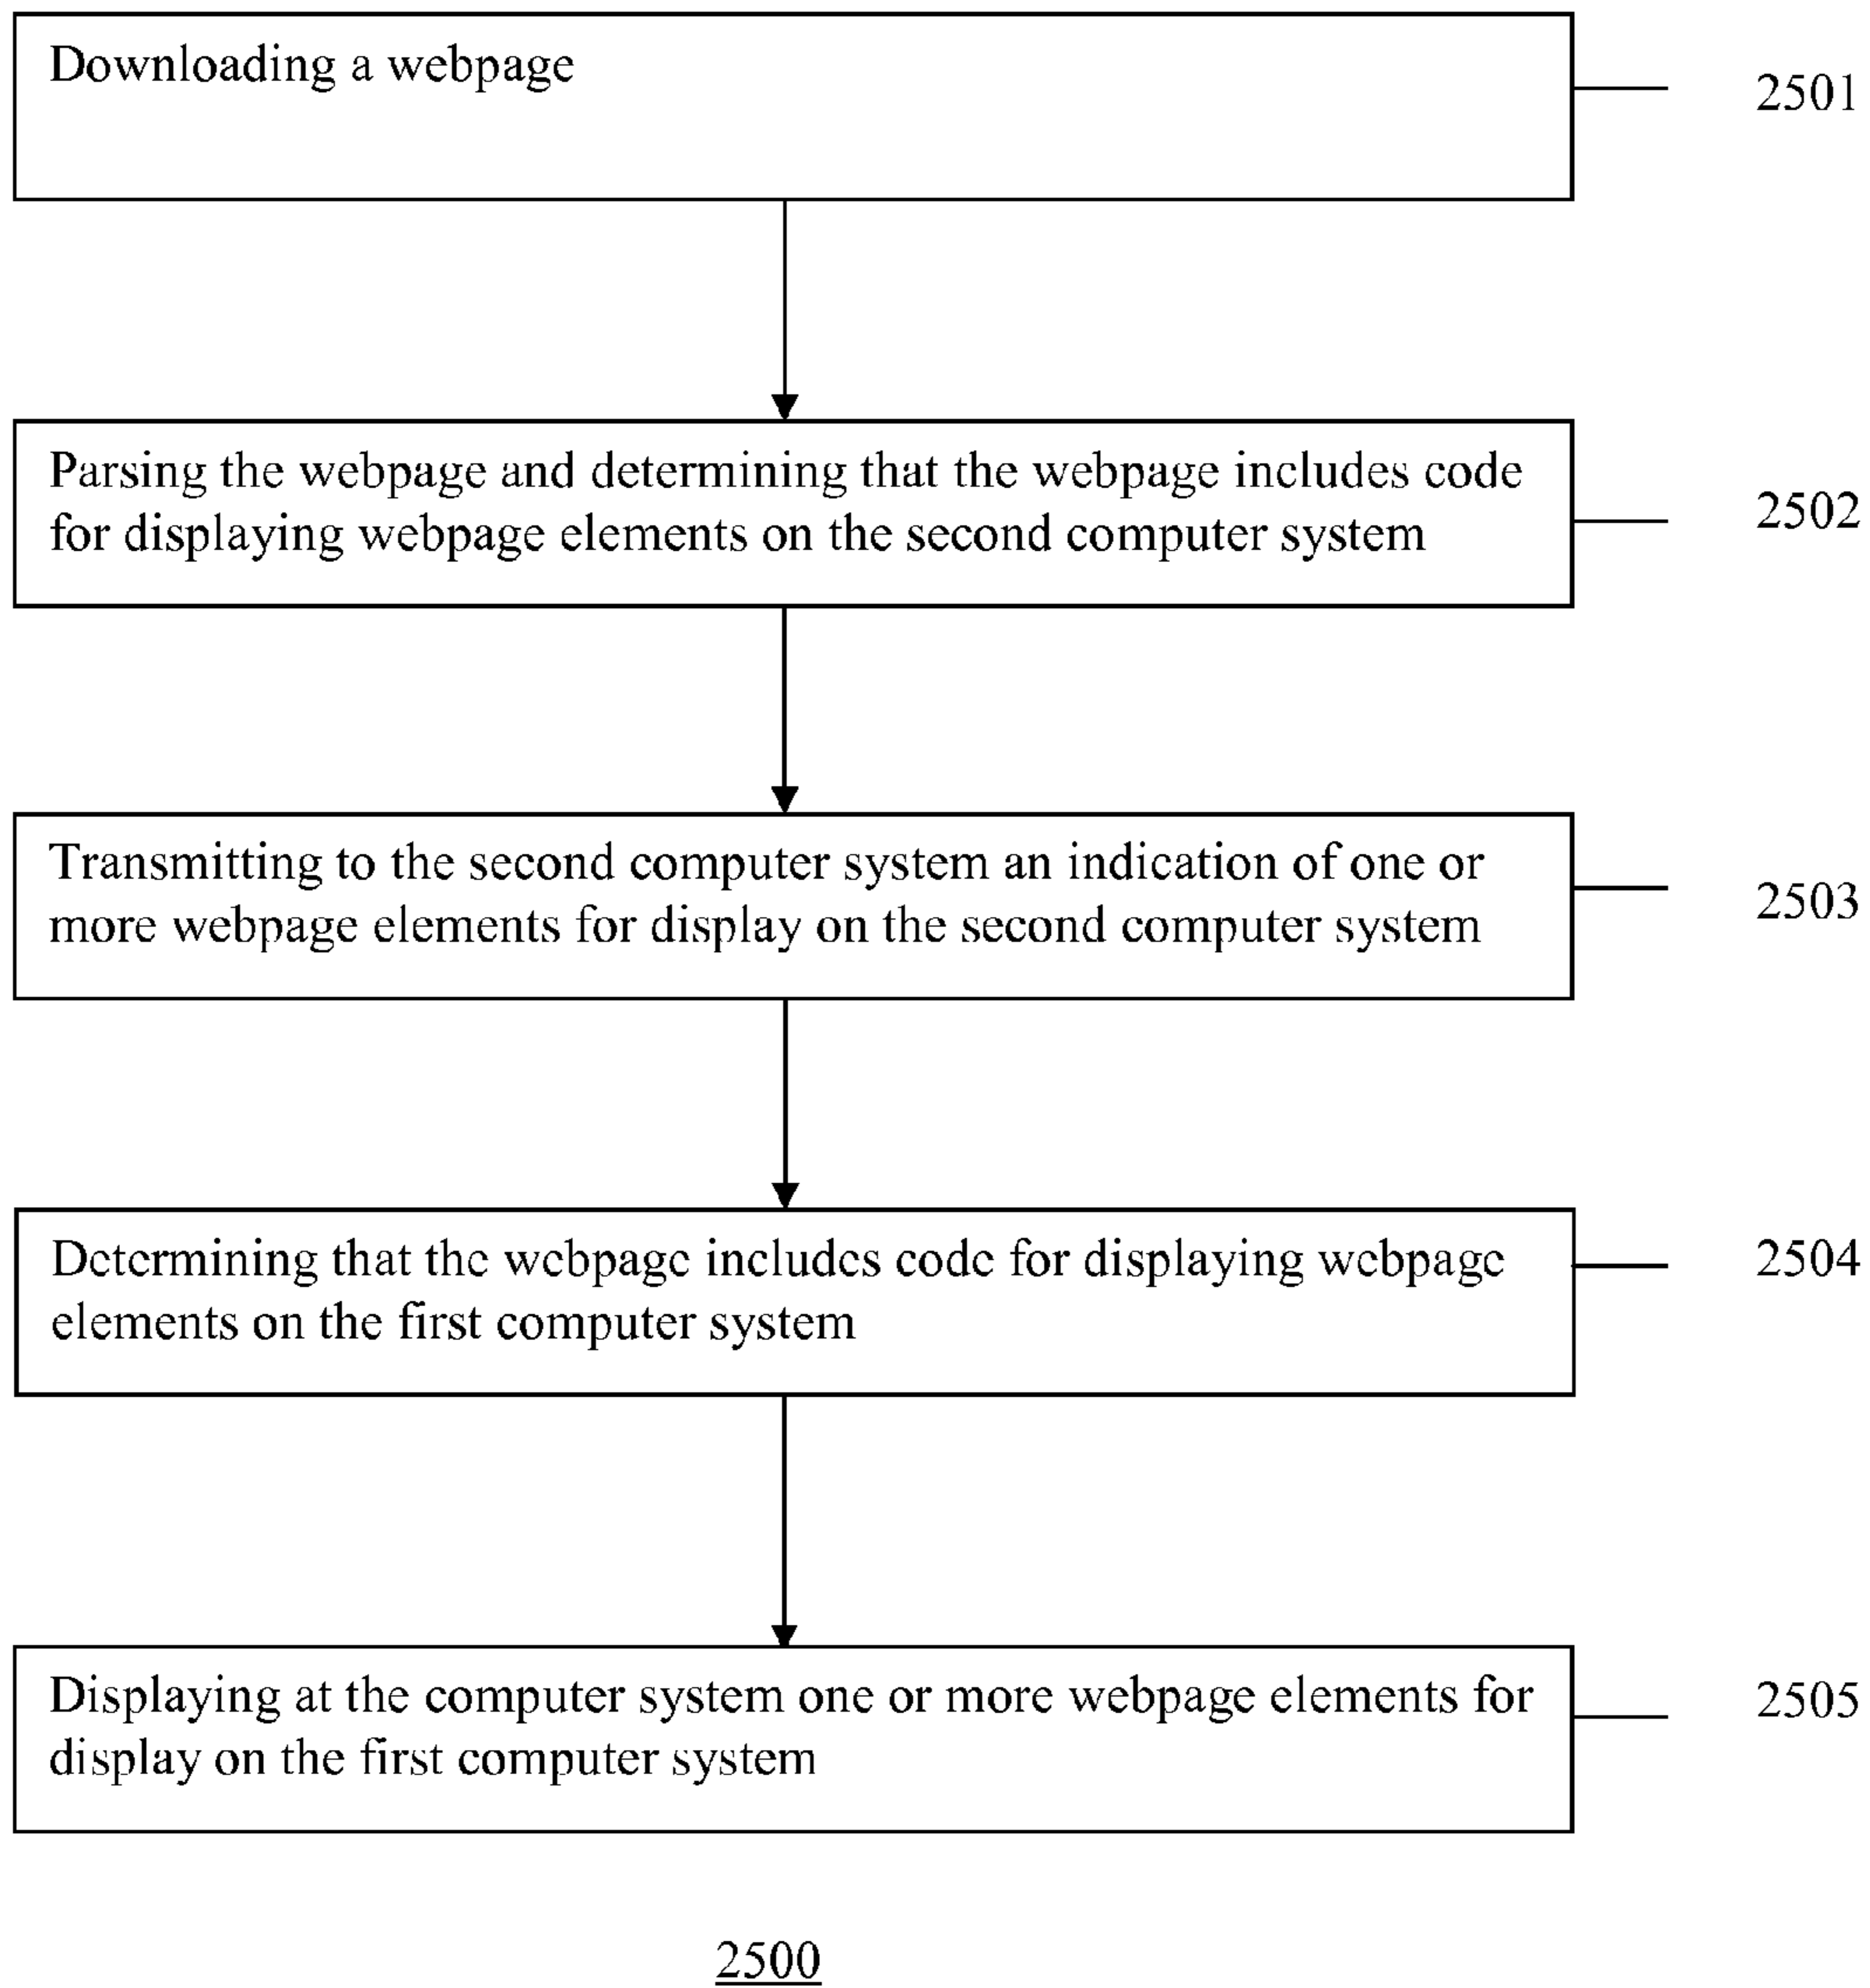 Downloading a webpage
2501
Parsing the webpage and determining that the webpage includes code
for displaying webpage elements on the second computer system
2502
Transmitting to the second computer system an indication of one or
more webpage elements for display on the second computer system
2503
Determining that the webpage includes code for displaying webpage
elements on the first computer system
2504
Displaying at the computer system one or more webpage elements for
display on the first computer system
2505
2500